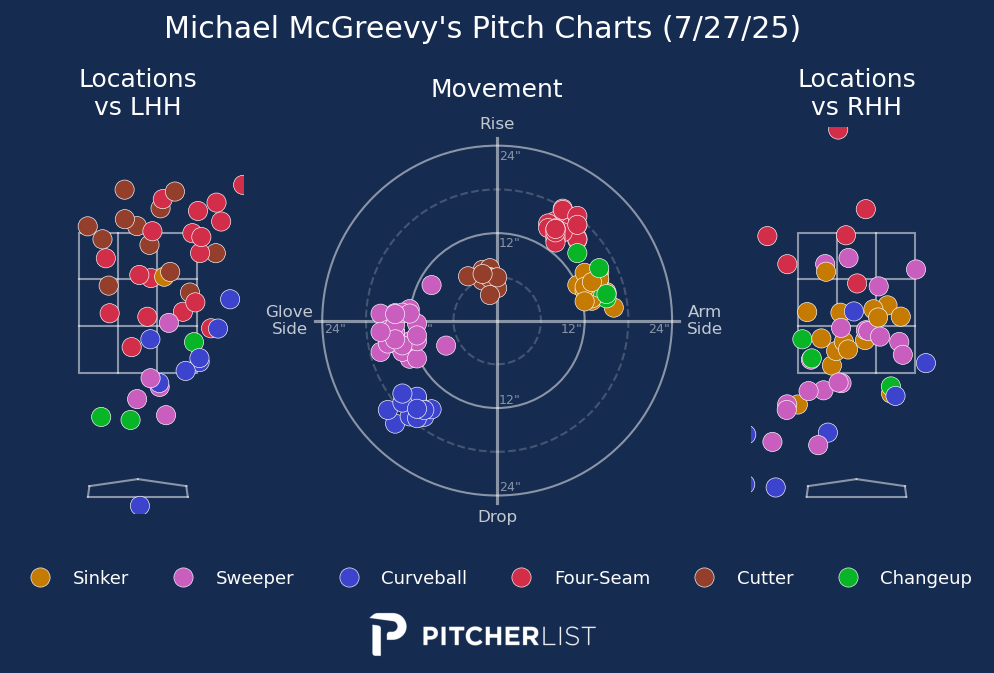 Michael McGreevy's Pitch Charts (7/27/25)
Locations
vs LHH
Movement
Locations
vs RHH
Rise
24"
12"
Glove
Side
24"
"
12"
24"
Arm
Side
12"
24"
Drop
Sinker
Sweeper
Curveball
Four-Seam
Cutter
Changeup
PITCHERLIST